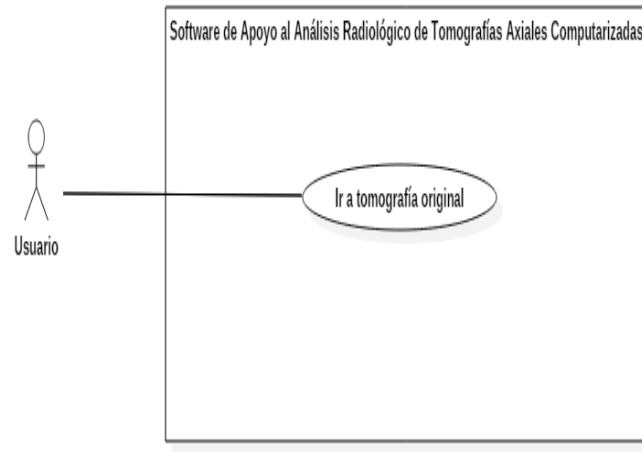 Software de Apoyo al Análisis Radiológico de Tomografías Axiales Computarizadas
Ir a tomografía original
Usuario